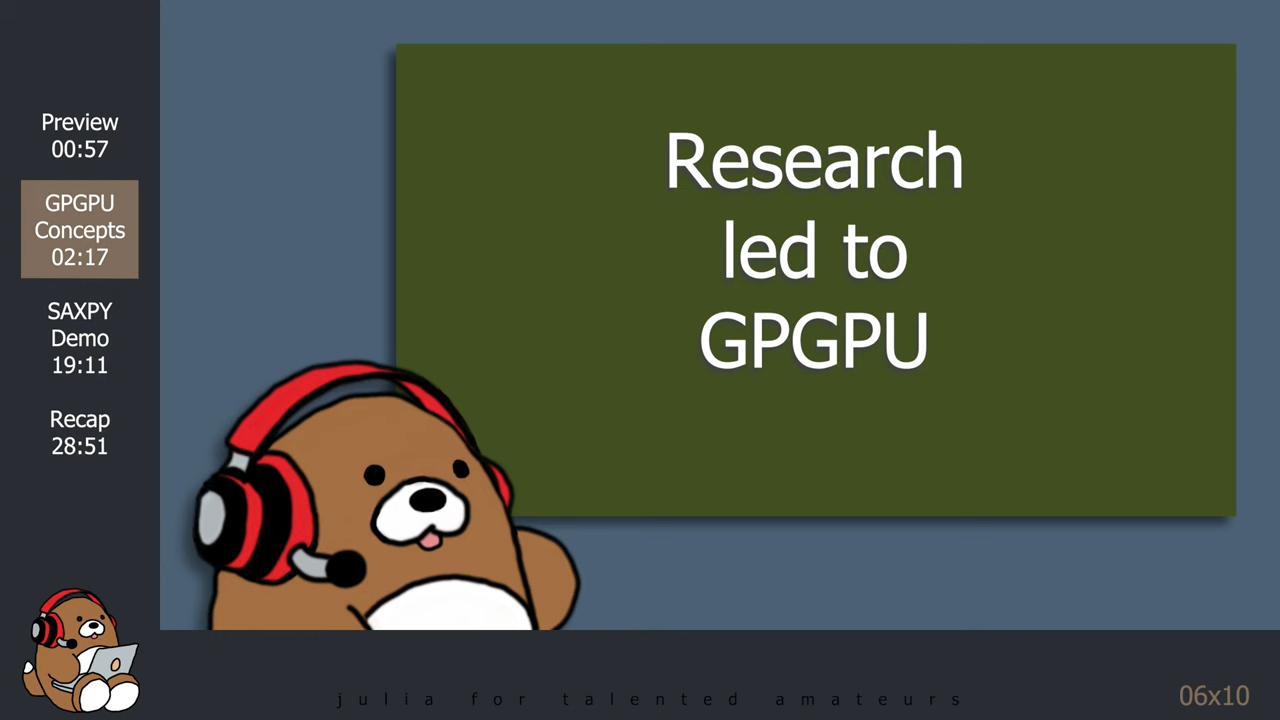 Preview
00:57
GPGPU
Concepts
02:17
SAXPY
Demo
19:11
Recap
28:51
Research
led to
GPGPU
julia for talented amateurs
06x10